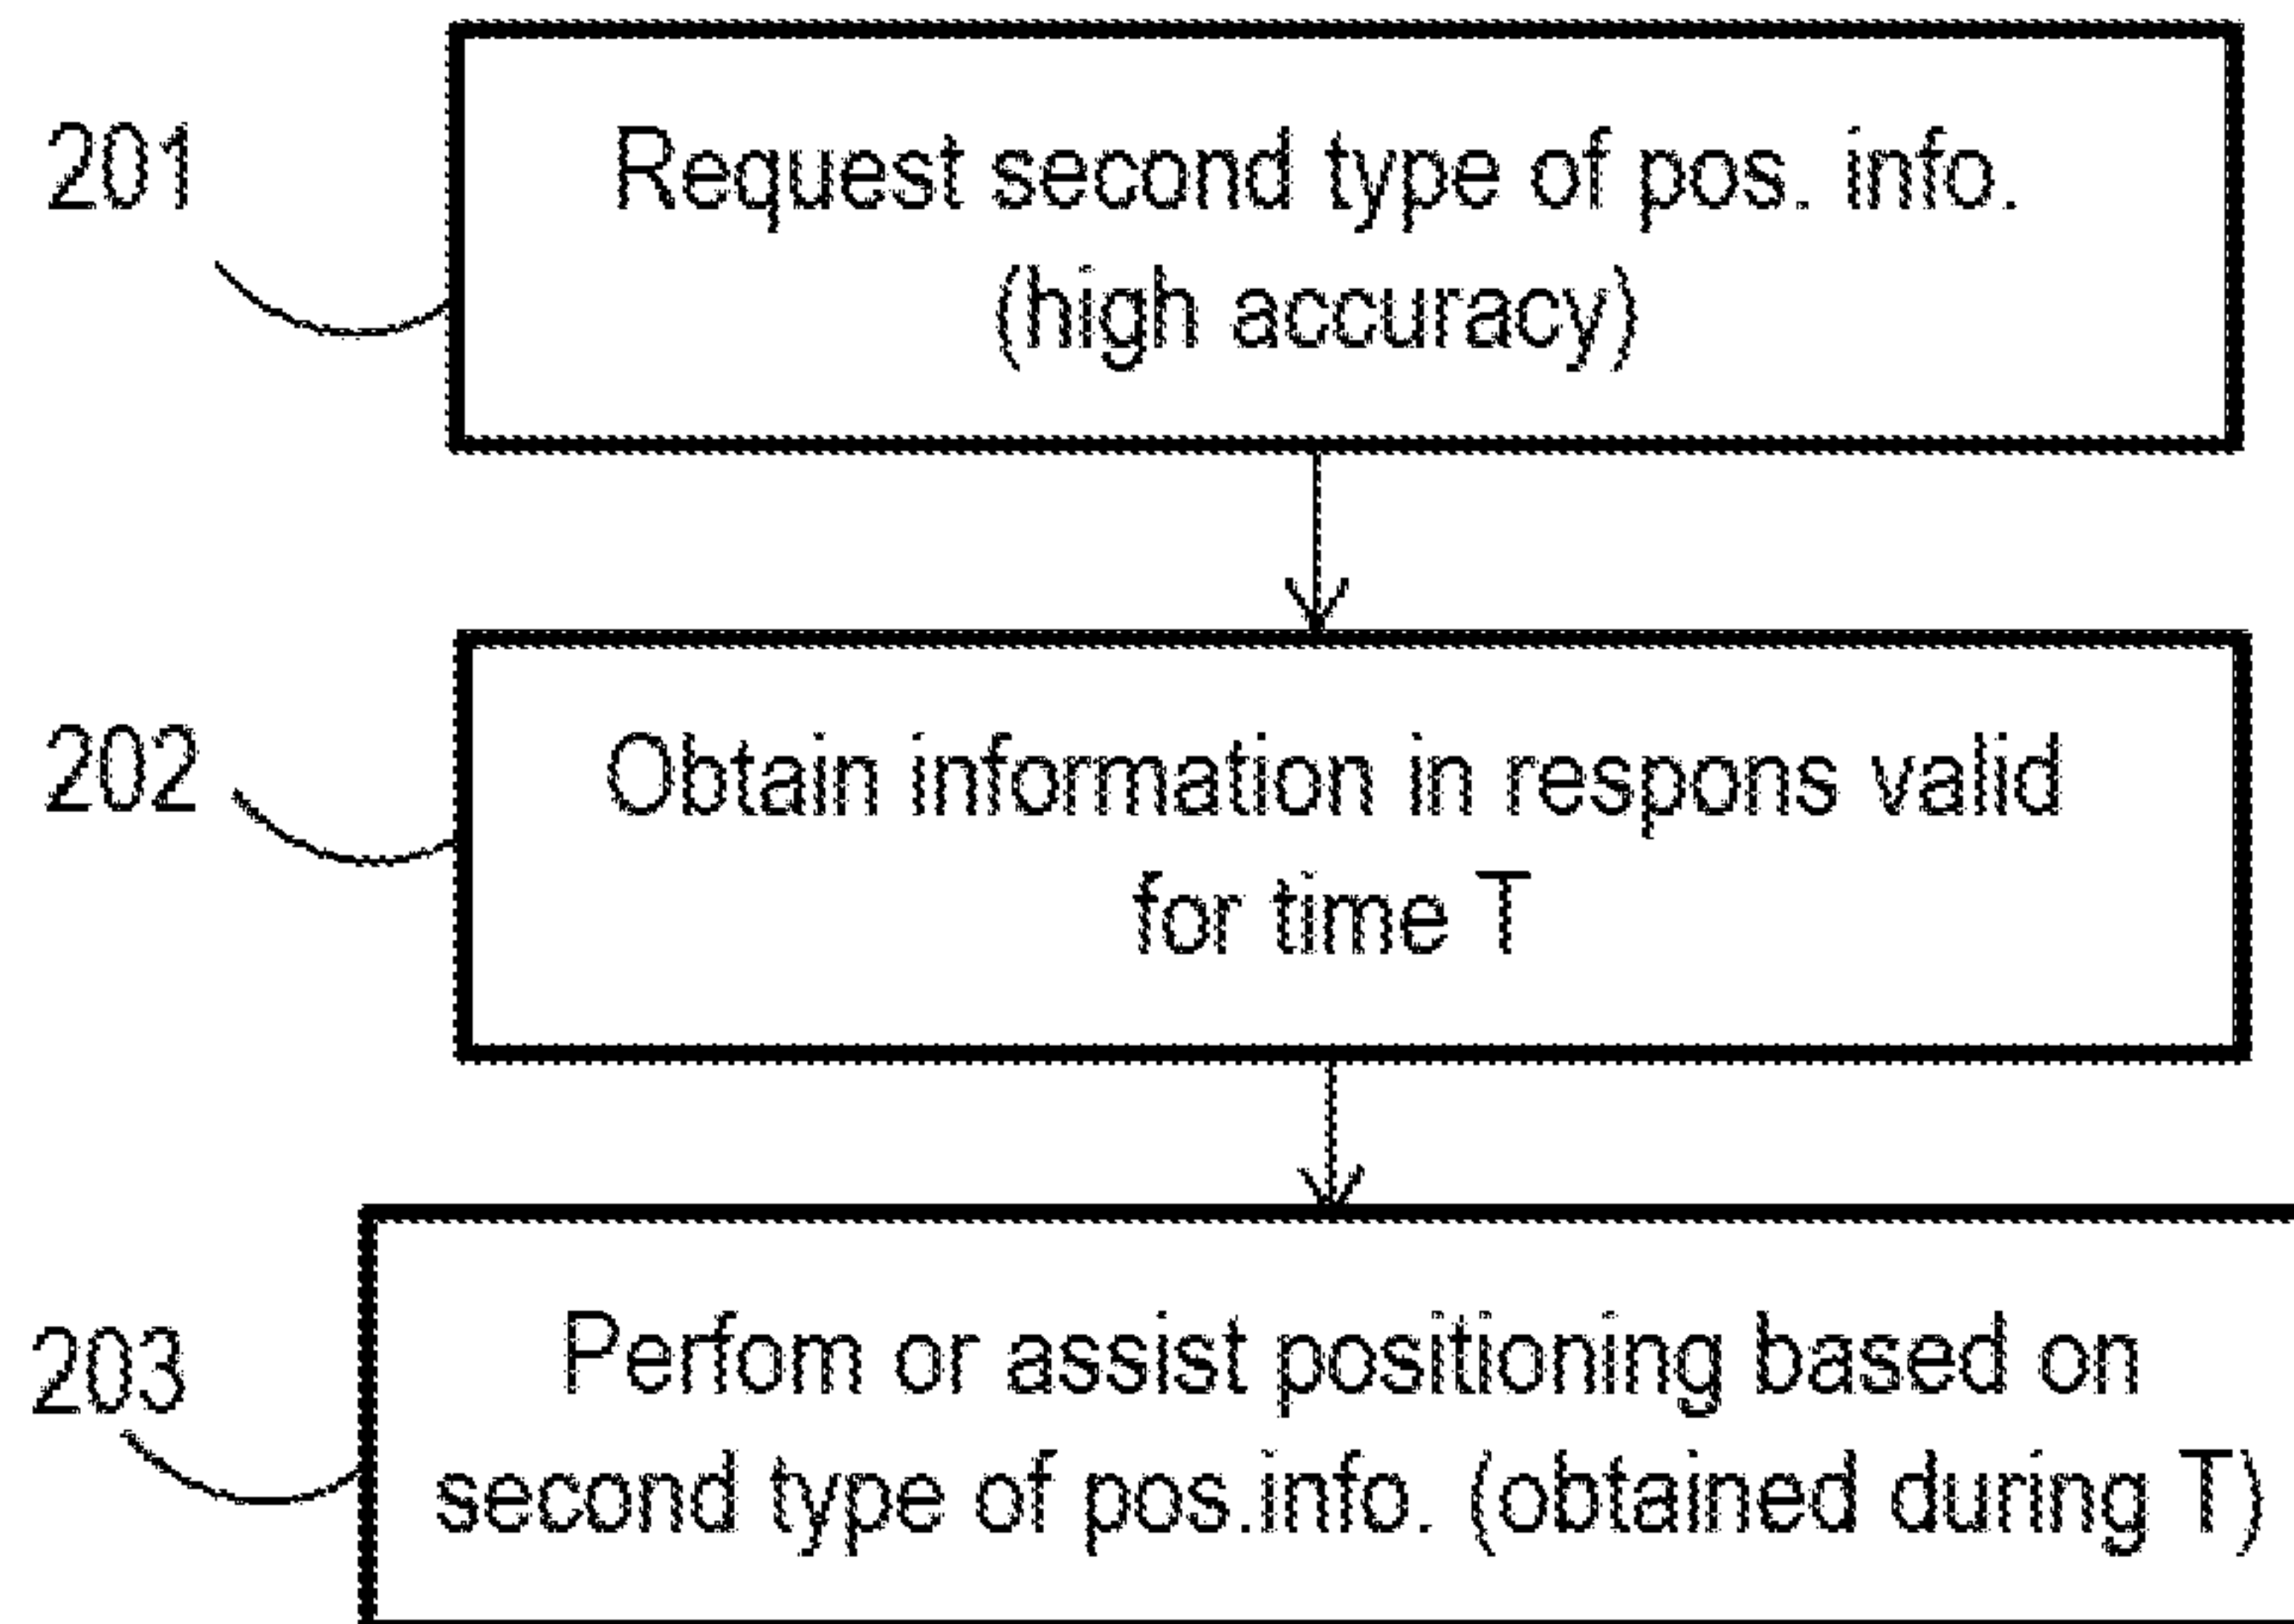 201
Request second type of pos. info.
(high accuracy)
202
Obtain information in respons valid
for time T
203
Perfom or assist positioning based on
second type of pos.info. (obtained during T)